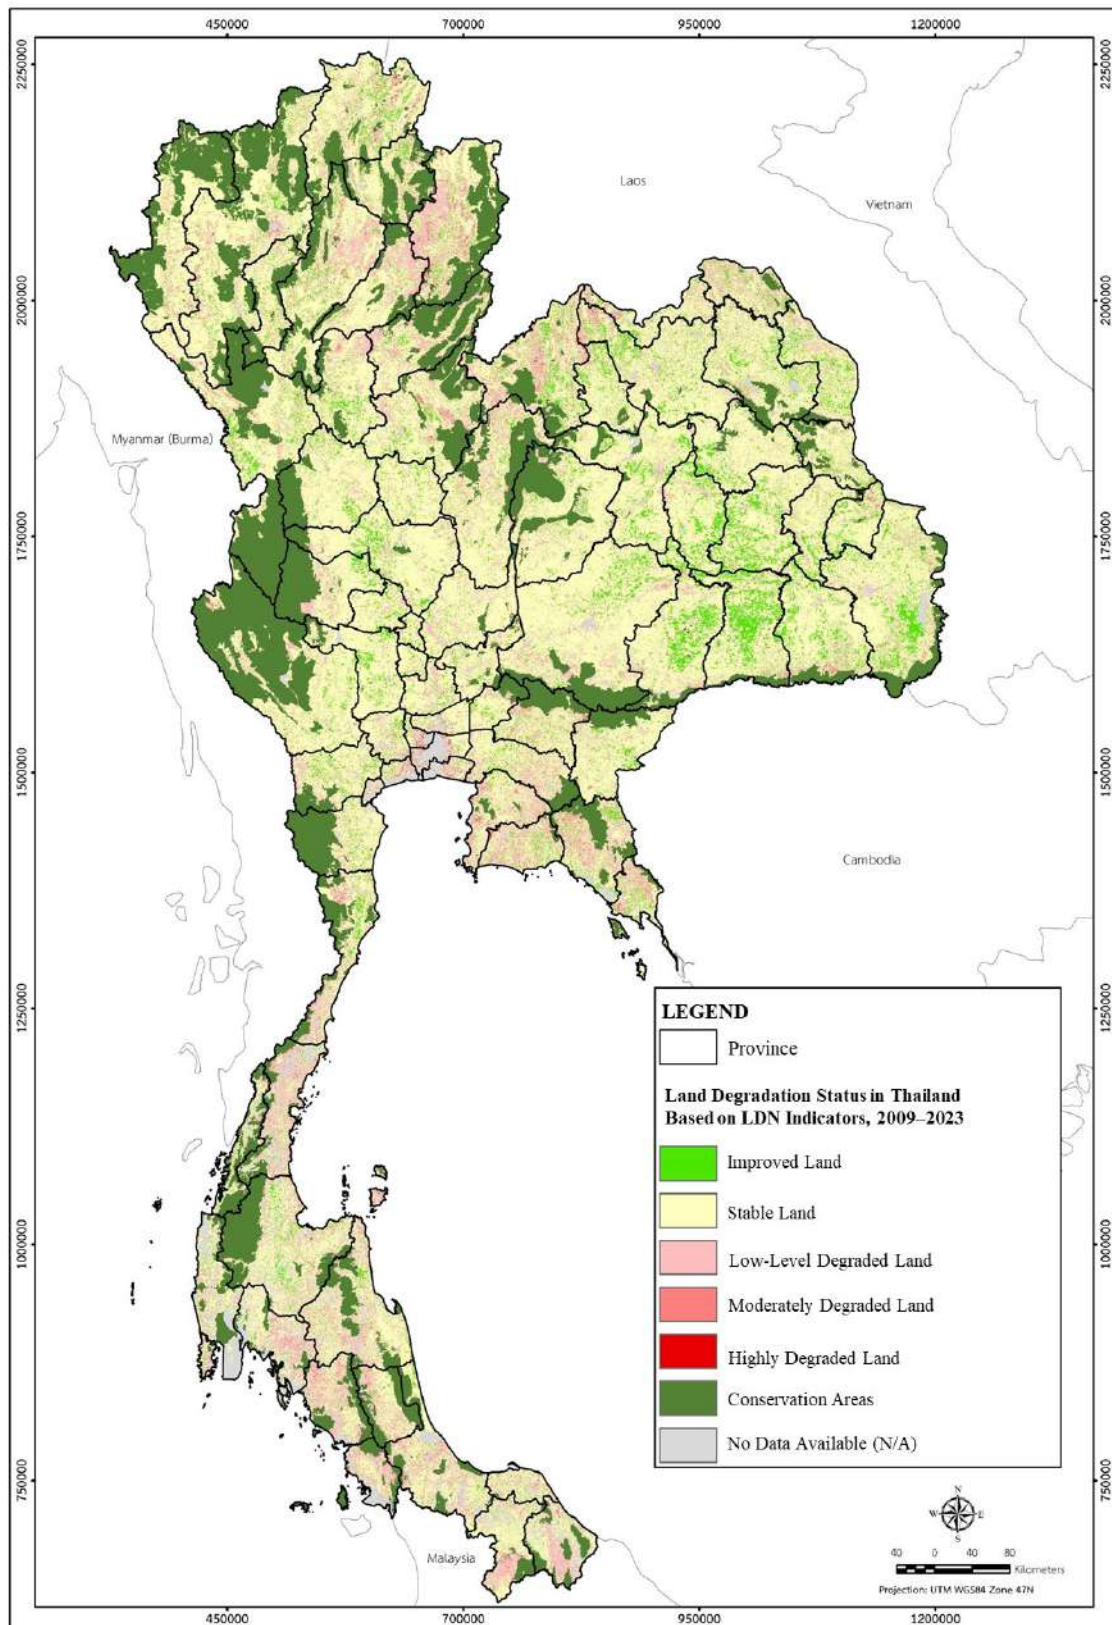 450000 700000 950000 1200000
2250000 2250000
Laos
Vietnam
2000000 2000000
Myanmar (Burma)
1750000 1750000
1500000 1500000
Cambodia
1250000 1250000
LEGEND
Province
Land Degradation Status in Thailand
Based on LDN Indicators, 2009–2023
Improved Land
Stable Land
1000000 1000000
Low-Level Degraded Land
Moderately Degraded Land
Highly Degraded Land
Conservation Areas
No Data Available (N/A)
750000 750000
N
W E
S
Malaysia
40 0 40 80
Kilometers
Projection: UTM WGS84 Zone 47N
450000 700000 950000 1200000